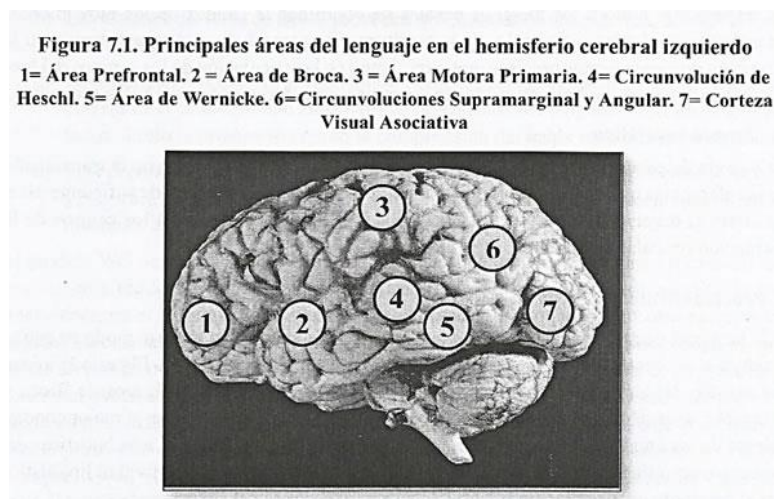 Figura 7.1. Principales áreas del lenguaje en el hemisferio cerebral izquierdo
1= Área Prefrontal. 2 = Área de Broca. 3 = Área Motora Primaria. 4= Circunvolución de
Heschl. 5= Área de Wernicke. 6=Circunvoluciones Supramarginal y Angular. 7= Corteza
Visual Asociativa
3
6
4
1
2
5
7